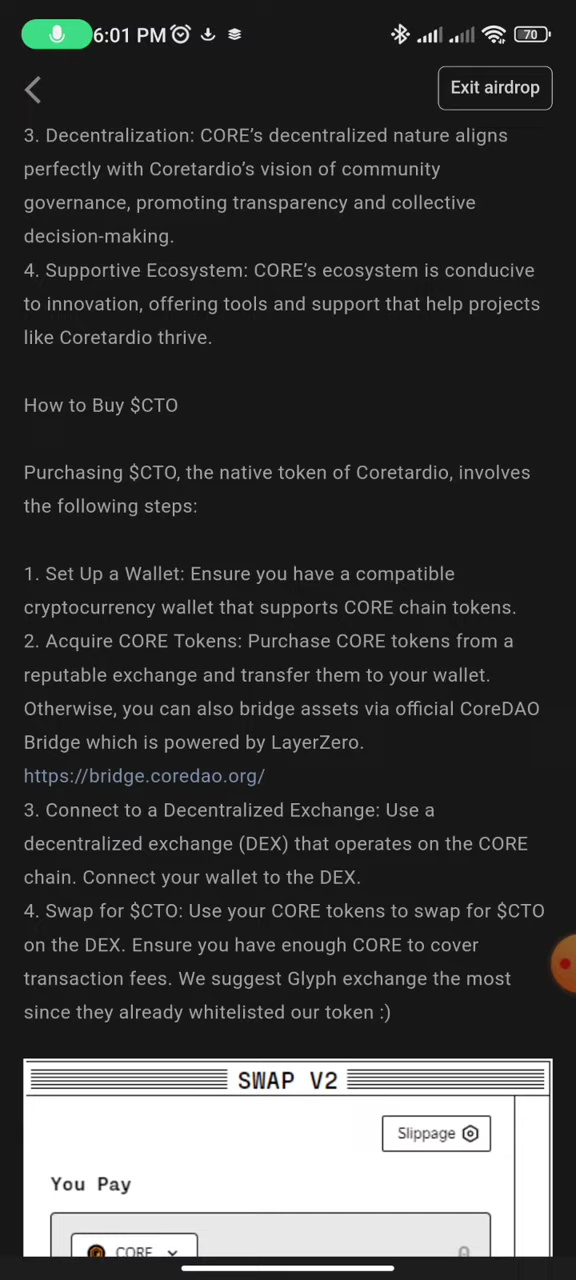 6:01 PM
70
Exit airdrop
3. Decentralization: CORE’s decentralized nature aligns
perfectly with Coretardio’s vision of community
governance, promoting transparency and collective
decision-making.
4. Supportive Ecosystem: CORE’s ecosystem is conducive
to innovation, offering tools and support that help projects
like Coretardio thrive.
How to Buy $CTO
Purchasing $CTO, the native token of Coretardio, involves
the following steps:
1. Set Up a Wallet: Ensure you have a compatible
cryptocurrency wallet that supports CORE chain tokens.
2. Acquire CORE Tokens: Purchase CORE tokens from a
reputable exchange and transfer them to your wallet.
Otherwise, you can also bridge assets via official CoreDAO
Bridge which is powered by LayerZero.
https://bridge.coredao.org/
3. Connect to a Decentralized Exchange: Use a
decentralized exchange (DEX) that operates on the CORE
chain. Connect your wallet to the DEX.
4. Swap for $CTO: Use your CORE tokens to swap for $CTO
on the DEX. Ensure you have enough CORE to cover
transaction fees. We suggest Glyph exchange the most
since they already whitelisted our token :)
SWAP V2
Slippage
You Pay
CORE
0